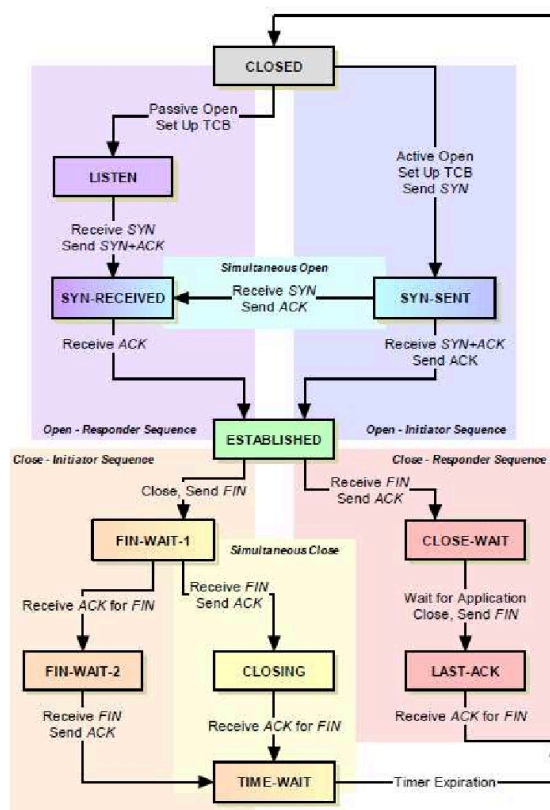 CLOSED
Passive Open
Set Up TCB
LISTEN
Active Open
Set Up TCB
Send SYN
Receive SYN
Send SYN+ACK
Simultaneous Open
SYN-RECEIVED
Receive SYN
Send ACK
SYN-SENT
Receive ACK
Receive SYN+ACK
Send ACK
Open - Responder Sequence
ESTABLISHED
Open - Initiator Sequence
Close - Initiator Sequence
Close - Responder Sequence
Close, Send FIN
Receive FIN
Send ACK
FIN-WAIT-1
Simultaneous Close
CLOSE-WAIT
Receive ACK for FIN
Receive FIN
Send ACK
Wait for Application
Close, Send FIN
FIN-WAIT-2
CLOSING
LAST-ACK
Receive FIN
Send ACK
Receive ACK for FIN
Receive ACK for FIN
TIME-WAIT
Timer Expiration